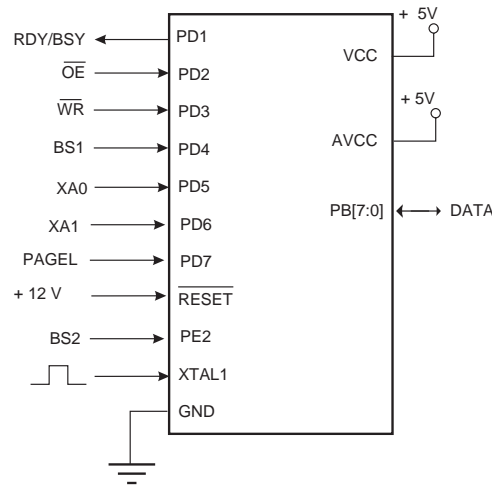 + 5V
RDY/BSY PD1
VCC
OE PD2
+ 5V
WR PD3
BS1 PD4 AVCC
XA0 PD5
PB[7:0] DATA
XA1 PD6
PAGEL PD7
+ 12 V RESET
BS2 PE2
XTAL1
GND